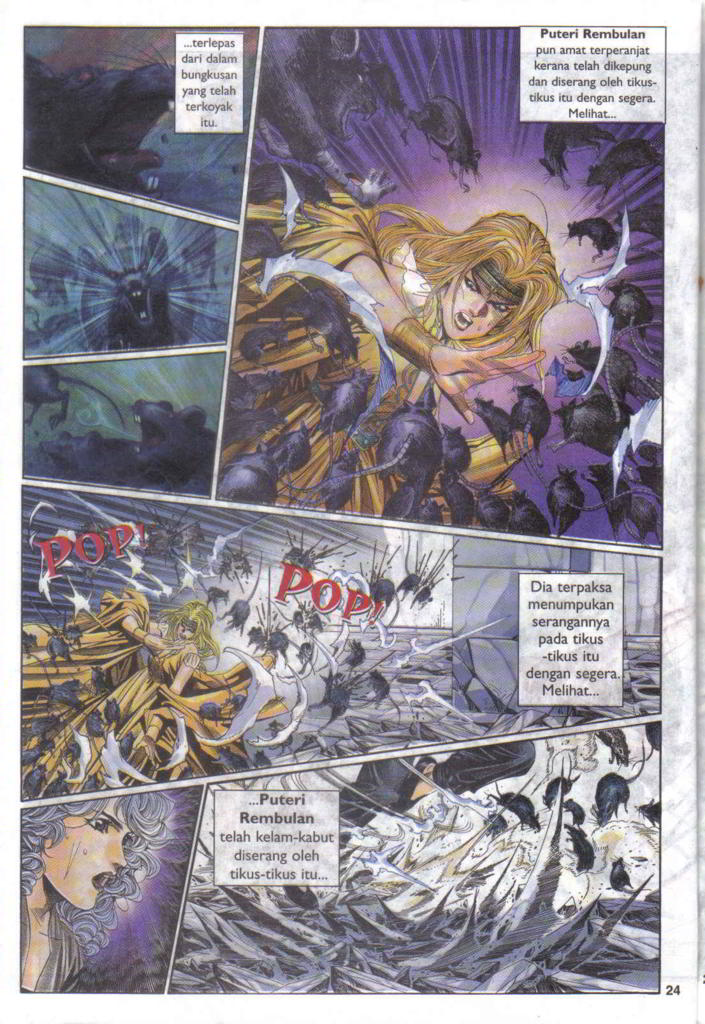 ...terlepas
dari dalam
bungkusan
yang telah
terkoyak
itu.
Puteri Rembulan
pun amat terperanjat
kerana telah dikepung
dan diserang oleh tikus-
tikus itu dengan segera.
Melihat...
POP!
POP!
Dia terpaksa
menumpukan
serangannya
pada tikus
-tikus itu
dengan segera.
Melihat...
...Puteri
Rembulan
telah kelam-kabut
diserang oleh
tikus-tikus itu...
24